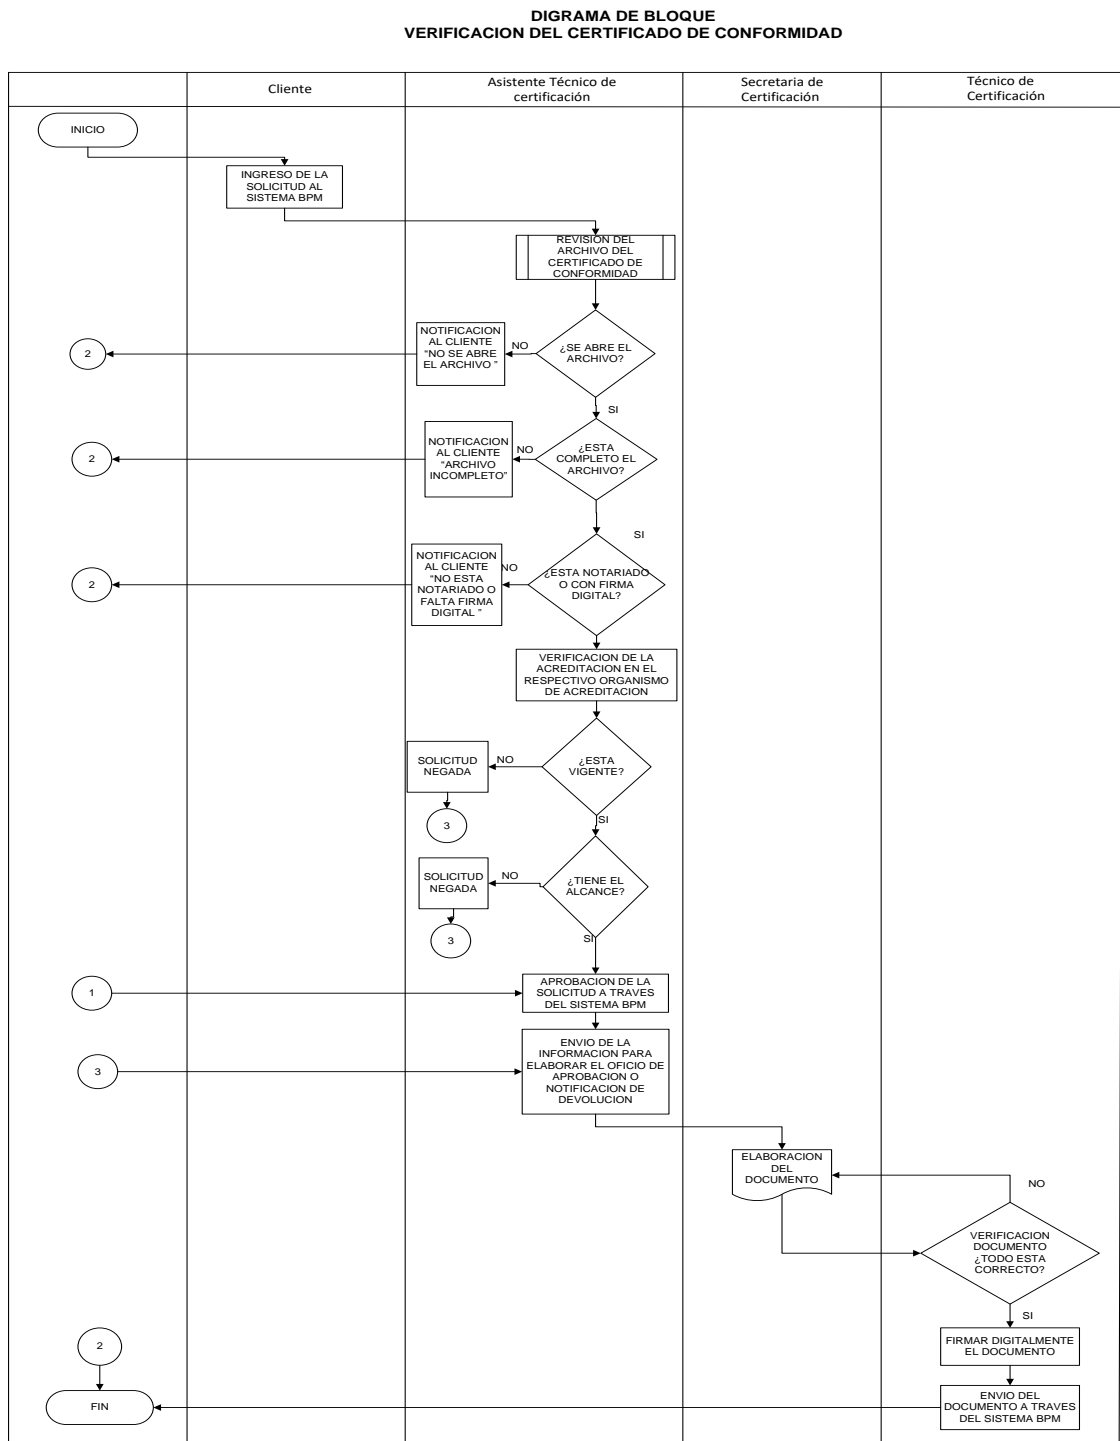 DIGRAMA DE BLOQUE
VERIFICACION DEL CERTIFICADO DE CONFORMIDAD
Cliente
Asistente Técnico de
certificación
Secretaria de
Certificación
Técnico de
Certificación
INICIO
INGRESO DE LA
SOLICITUD AL
SISTEMA BPM
REVISION DEL
ARCHIVO DEL
CERTIFICADO DE
CONFORMIDAD
2
NOTIFICACION
AL CLIENTE
“NO SE ABRE
EL ARCHIVO ”
NO
¿SE ABRE EL
ARCHIVO?
SI
2
NOTIFICACION
AL CLIENTE
“ARCHIVO
INCOMPLETO”
NO
¿ESTA
COMPLETO EL
ARCHIVO?
SI
2
NOTIFICACION
AL CLIENTE
“NO ESTA
NOTARIADO O
FALTA FIRMA
DIGITAL ”
NO
¿ESTA NOTARIADO
O CON FIRMA
DIGITAL?
VERIFICACION DE LA
ACREDITACION EN EL
RESPECTIVO ORGANISMO
DE ACREDITACION
SOLICITUD
NEGADA
NO
¿ESTA
VIGENTE?
3
SI
SOLICITUD
NEGADA
NO
¿TIENE EL
ALCANCE?
3
SI
1
APROBACION DE LA
SOLICITUD A TRAVES
DEL SISTEMA BPM
3
ENVIO DE LA
INFORMACION PARA
ELABORAR EL OFICIO DE
APROBACION O
NOTIFICACION DE
DEVOLUCION
ELABORACION
DEL
DOCUMENTO
NO
VERIFICACION
DOCUMENTO
¿TODO ESTA
CORRECTO?
SI
2
FIRMAR DIGITALMENTE
EL DOCUMENTO
FIN
ENVIO DEL
DOCUMENTO A TRAVES
DEL SISTEMA BPM